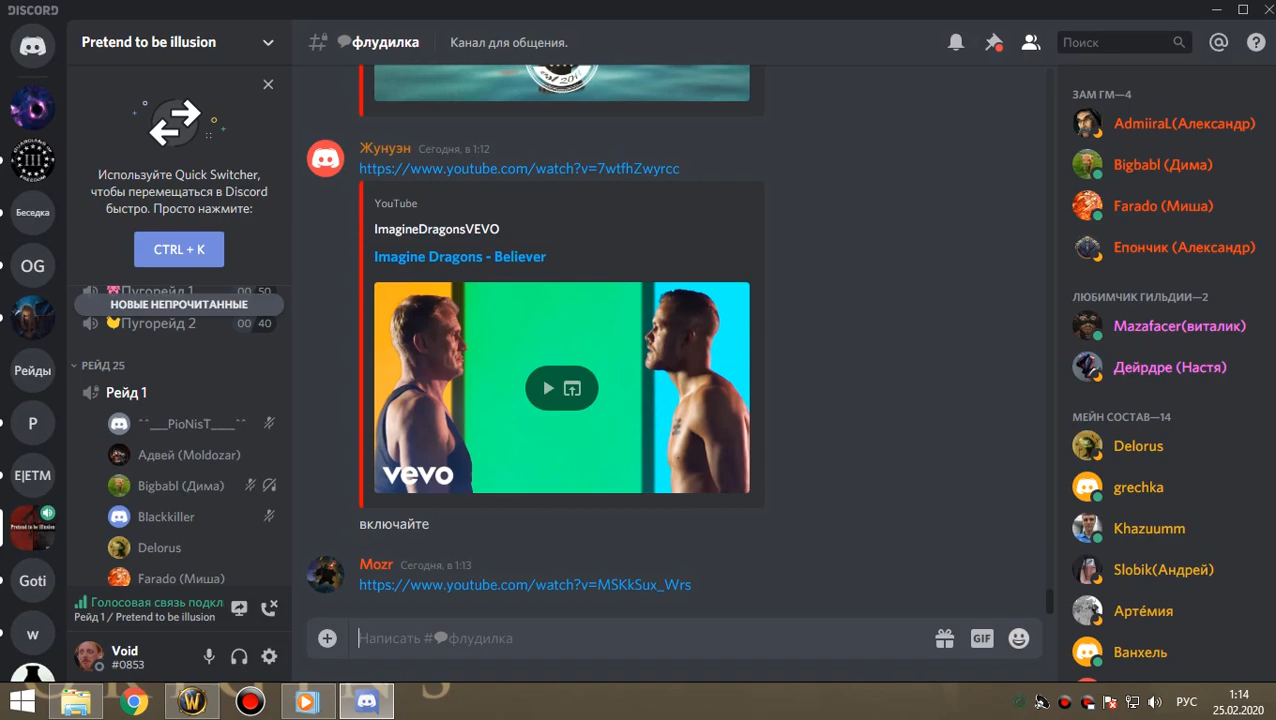 DISCORD
Pretend to be illusion
флудилка
Канал для общения.
Поиск
Используйте Quick Switcher,
чтобы перемещаться в Discord
быстро. Просто нажмите:
CTRL + K
Пугорейд 1
00 50
НОВЫЕ НЕПРОЧИТАННЫЕ
Пугорейд 2
00 40
РЕЙД 25
Рейд 1
^^___PioNisT____^^
Адвей (Moldozar)
Bigbabl (Дима)
Blackkiller
Delorus
Farado (Миша)
Голосовая связь подкл
Рейд 1 / Pretend to be illusion
Void
#0853
III
Беседка
OG
Рейды
P
E|ETM
Pretend to be illusion
Goti
w
Жунуэн Сегодня, в 1:12
https://www.youtube.com/watch?v=7wtfhZwyrcc
YouTube
ImagineDragonsVEVO
Imagine Dragons - Believer
vevo
включайте
Mozr Сегодня, в 1:13
https://www.youtube.com/watch?v=MSKkSux_Wrs
Написать #флудилка
GIF
ЗАМ ГМ—4
AdmiiraL(Александр)
Bigbabl (Дима)
Farado (Миша)
Епончик (Александр)
ЛЮБИМЧИК ГИЛЬДИИ—2
Mazafacer(виталик)
Дейрдре (Настя)
МЕЙН СОСТАВ—14
Delorus
grechka
Khazuumm
Slobik(Андрей)
Артéмия
Ванхель
РУС
1:14
25.02.2020